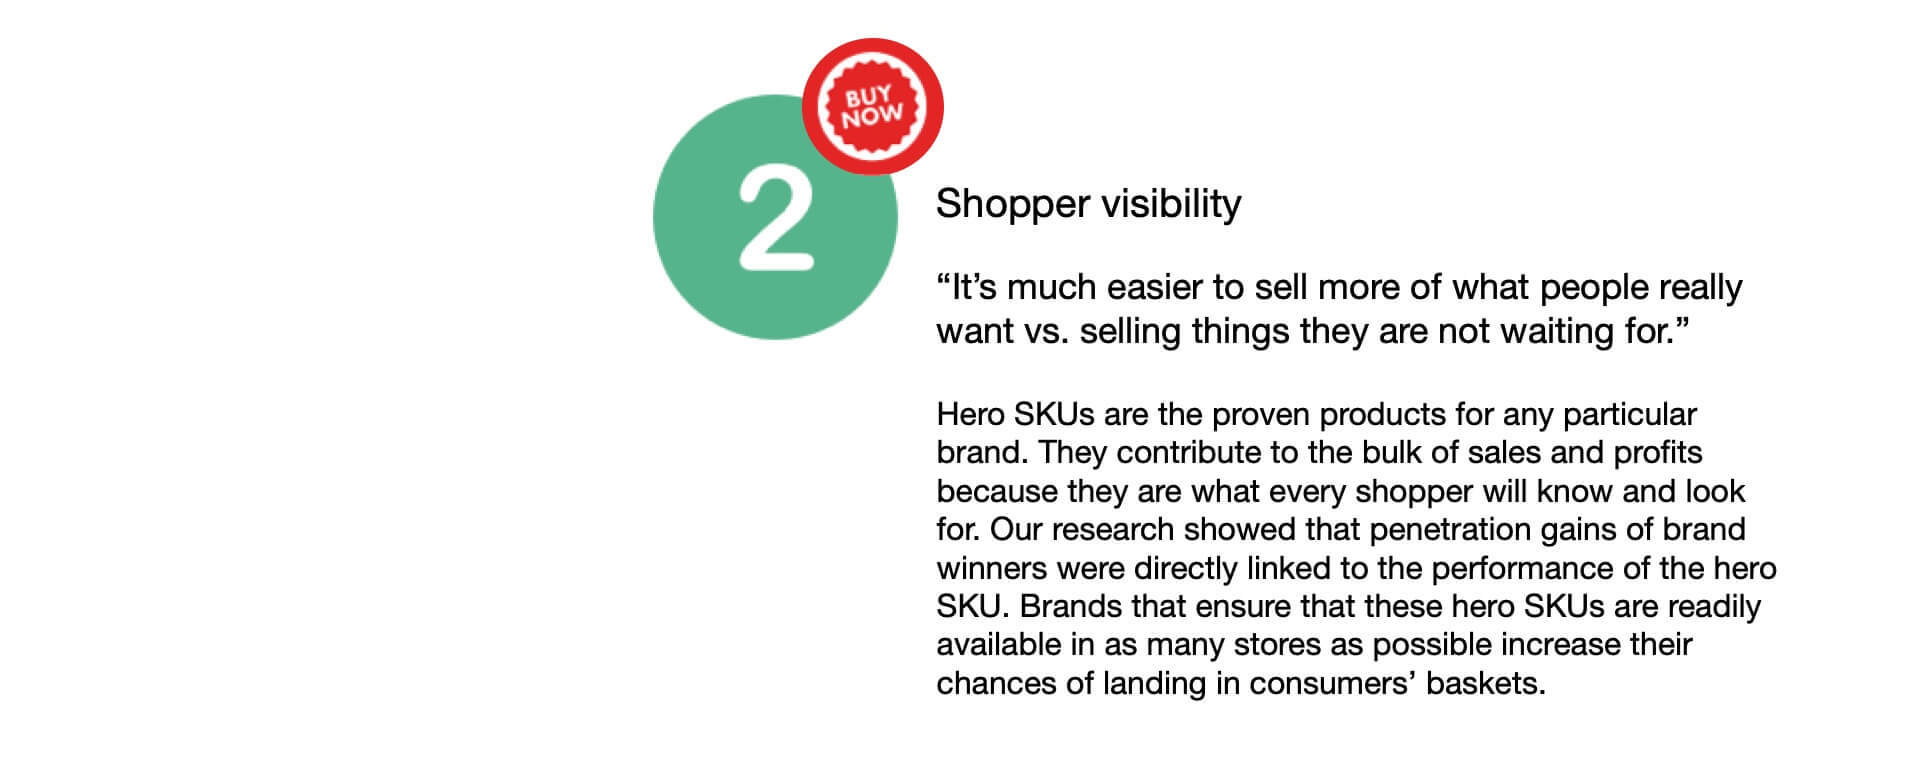 BUY
NOW
2
Shopper visibility
“It’s much easier to sell more of what people really
want vs. selling things they are not waiting for.”
Hero SKUs are the proven products for any particular
brand. They contribute to the bulk of sales and profits
because they are what every shopper will know and look
for. Our research showed that penetration gains of brand
winners were directly linked to the performance of the hero
SKU. Brands that ensure that these hero SKUs are readily
available in as many stores as possible increase their
chances of landing in consumers’ baskets.